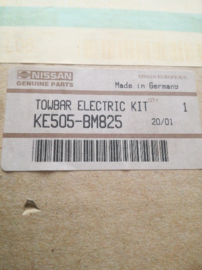 NISSAN
GENUINE PARTS
Made in Germany
TOWBAR ELECTRIC KIT 1
KE505-BM825
20/01